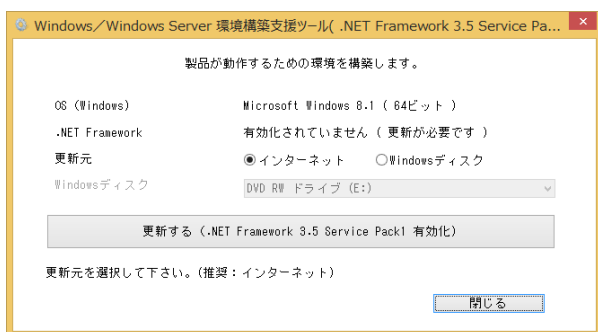 Windows／Windows Server 環境構築支援ツール( .NET Framework 3.5 Service Pa...
製品が動作するための環境を構築します。
OS (Windows) Microsoft Windows 8.1 ( 64ビット )
.NET Framework 有効化されていません ( 更新が必要です )
更新元 インターネット Windowsディスク
Windowsディスク DVD RW ドライブ (E:)
更新する (.NET Framework 3.5 Service Pack1 有効化)
更新元を選択して下さい。(推奨：インターネット)
閉じる